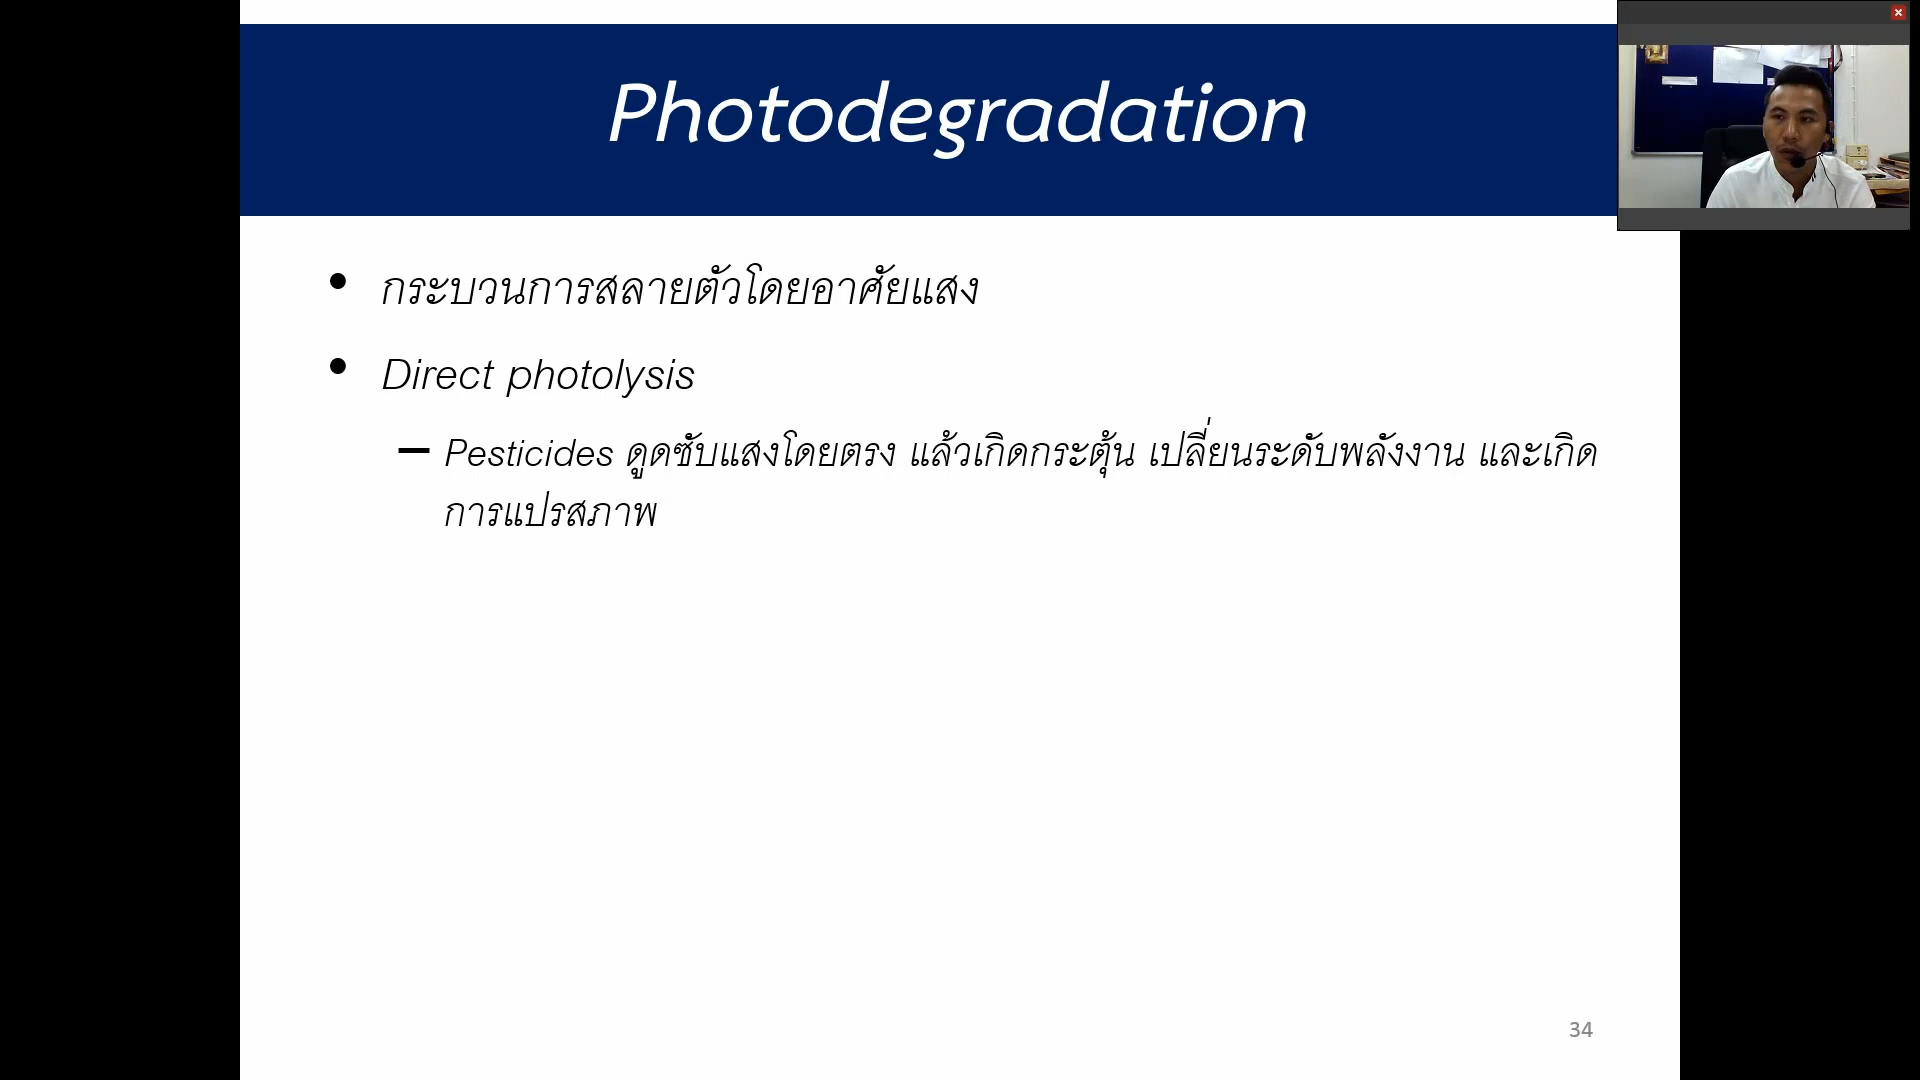 Photodegradation
• กระบวนการสลายตัวโดยอาศัยแสง
• Direct photolysis
– Pesticides ดูดซับแสงโดยตรง แล้วเกิดกระตุ้น เปลี่ยนระดับพลังงาน และเกิด
การแปรสภาพ
34